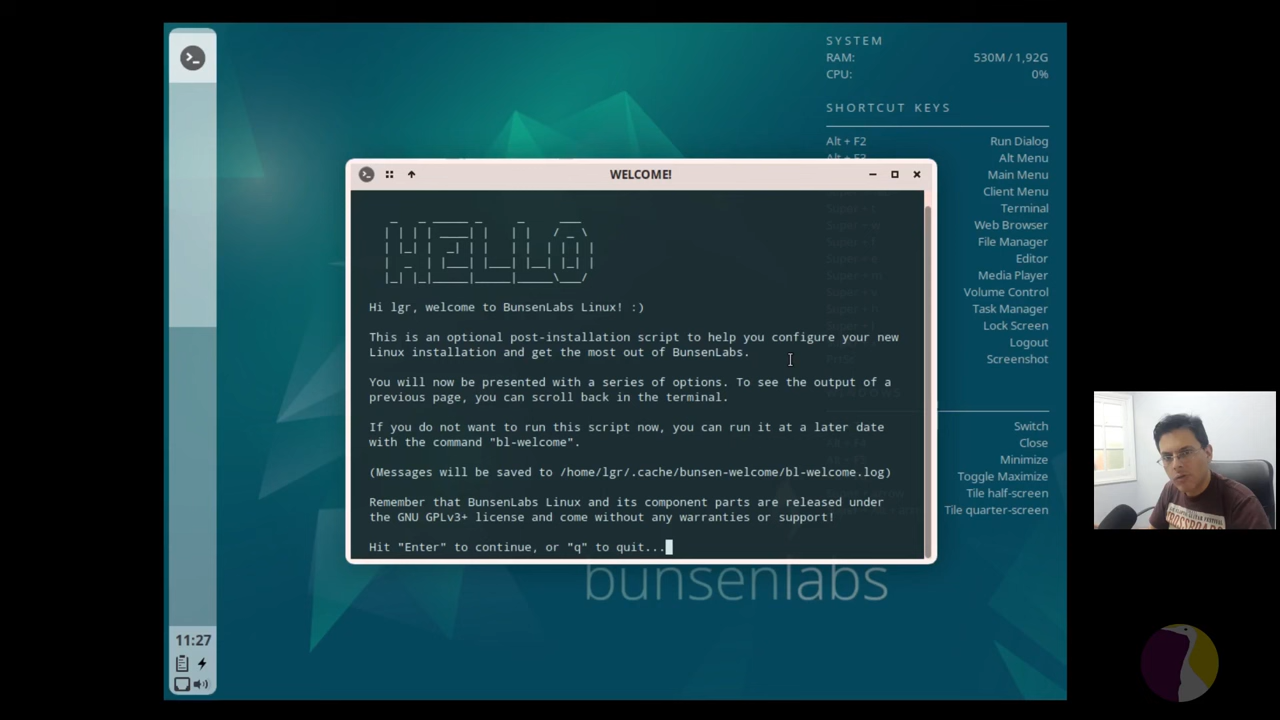 SYSTEM
RAM: 530M / 1,92G
CPU: 0%
SHORTCUT KEYS
Alt + F2 Run Dialog
Alt + F3 Alt Menu
Main Menu
Client Menu
Terminal
Web Browser
File Manager
Editor
Media Player
Volume Control
Task Manager
Lock Screen
Logout
Screenshot
Switch
Close
Minimize
Toggle Maximize
Tile half-screen
Tile quarter-screen
WELCOME!
HELLO
Hi lgr, welcome to BunsenLabs Linux! :)
This is an optional post-installation script to help you configure your new
Linux installation and get the most out of BunsenLabs.
You will now be presented with a series of options. To see the output of a
previous page, you can scroll back in the terminal.
If you do not want to run this script now, you can run it at a later date
with the command "bl-welcome".
(Messages will be saved to /home/lgr/.cache/bunsen-welcome/bl-welcome.log)
Remember that BunsenLabs Linux and its component parts are released under
the GNU GPLv3+ license and come without any warranties or support!
Hit "Enter" to continue, or "q" to quit...
bunsenlabs
11:27